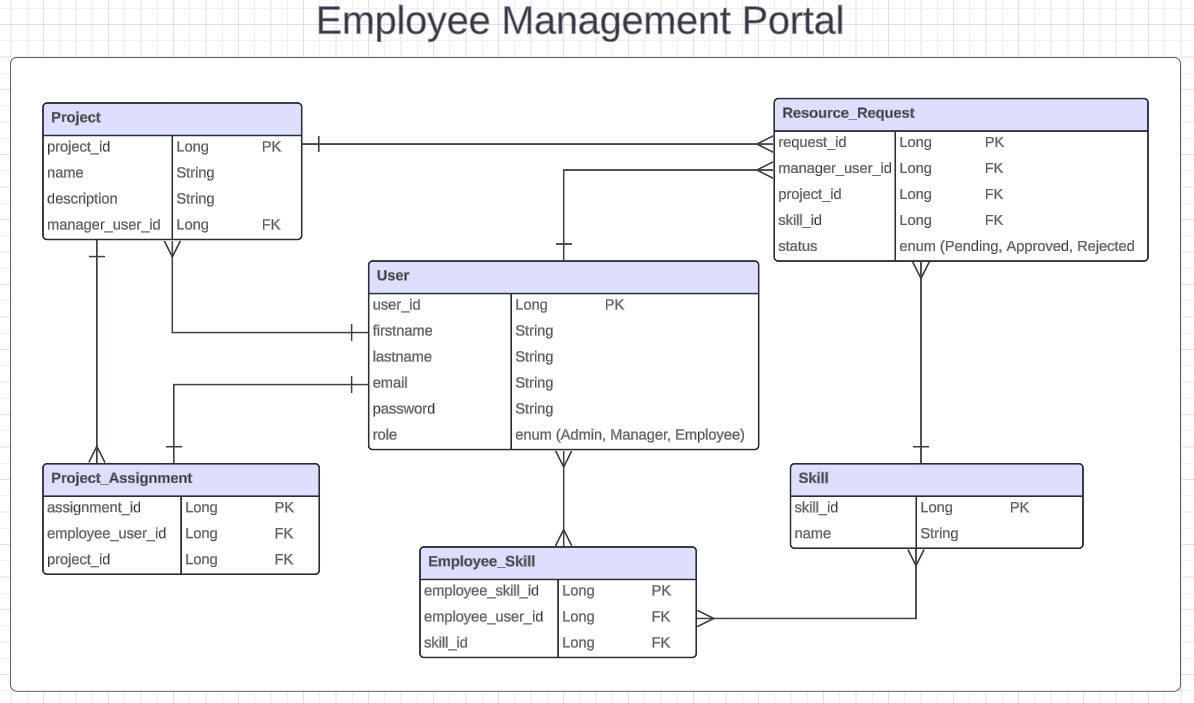 Employee Management Portal
Project
project_id Long PK
name String
description String
manager_user_id Long FK
Resource_Request
request_id Long PK
manager_user_id Long FK
project_id Long FK
skill_id Long FK
status enum (Pending, Approved, Rejected
User
user_id Long PK
firstname String
lastname String
email String
password String
role enum (Admin, Manager, Employee)
Project_Assignment
assignment_id Long PK
employee_user_id Long FK
project_id Long FK
Skill
skill_id Long PK
name String
Employee_Skill
employee_skill_id Long PK
employee_user_id Long FK
skill_id Long FK